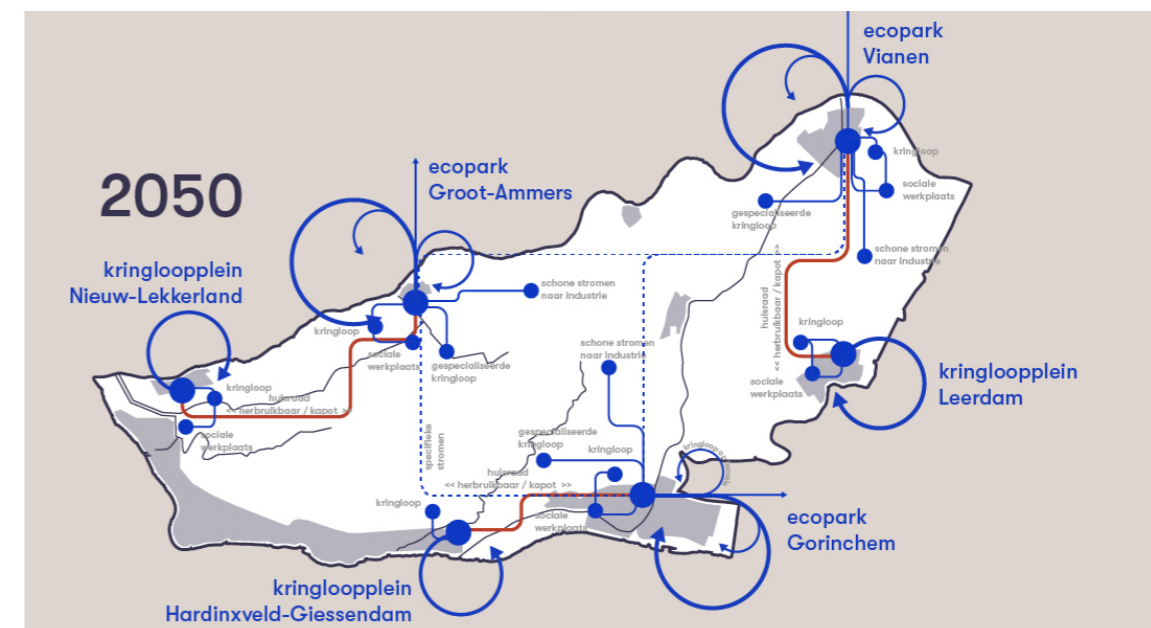 2050
ecopark
Vianen
kringloop
sociale
werkplaats
gespecialiseerde
kringloop
schone stromen
naar industrie
huisraad
<< herbruikbaar / kapot >>
ecopark
Groot-Ammers
schone stromen
naar industrie
kringloop
sociale
werkplaats
gespecialiseerde
kringloop
kringloopplein
Nieuw-Lekkerland
kringloop
huisraad
<< herbruikbaar / kapot >>
sociale
werkplaats
kringloop
sociale
werkplaats
kringloopplein
Leerdam
specifieke
stromen
schone stromen
naar industrie
gespecialiseerde
kringloop
kringloop
huisraad
<< herbruikbaar / kapot >>
sociale
werkplaats
kringloop
ecopark
Gorinchem
kringloop
kringloopplein
Hardinxveld-Giessendam